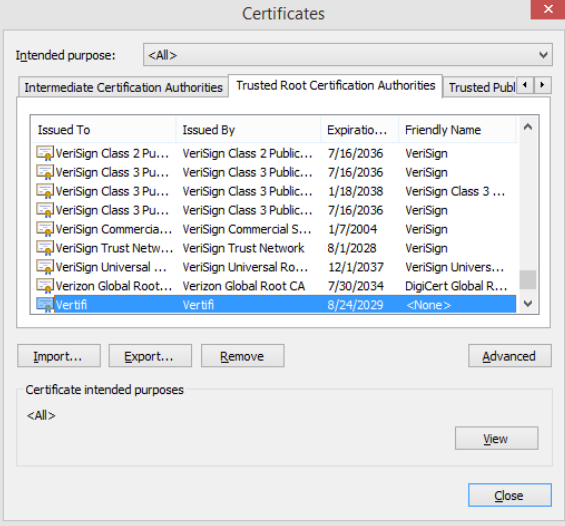 Certificates
Intended purpose: <All>
Intermediate Certification Authorities Trusted Root Certification Authorities Trusted Publ
Issued To Issued By Expiratio... Friendly Name
VeriSign Class 2 Pu... VeriSign Class 2 Public... 7/16/2036 VeriSign
VeriSign Class 3 Pu... VeriSign Class 3 Public... 7/16/2036 VeriSign
VeriSign Class 3 Pu... VeriSign Class 3 Public... 1/18/2038 VeriSign Class 3 ...
VeriSign Class 3 Pu... VeriSign Class 3 Public... 7/16/2036 VeriSign
VeriSign Commercia... VeriSign Commercial S... 1/7/2004 VeriSign
VeriSign Trust Netw... VeriSign Trust Network 8/1/2028 VeriSign
VeriSign Universal ... VeriSign Universal Ro... 12/1/2037 VeriSign Univers...
Verizon Global Root... Verizon Global Root CA 7/30/2034 DigiCert Global R...
Vertifi Vertifi 8/24/2029 <None>
Import... Export... Remove Advanced
Certificate intended purposes
<All>
View
Close